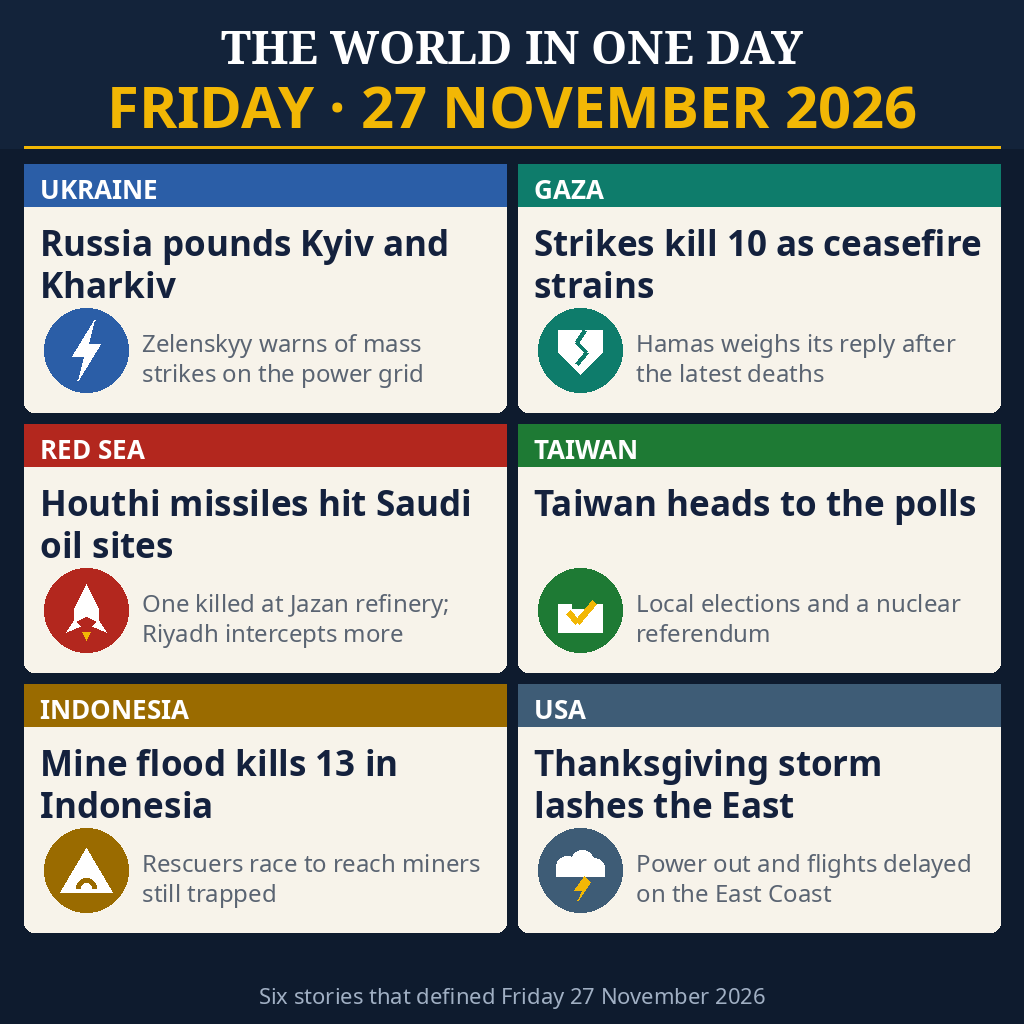 THE WORLD IN ONE DAY
FRIDAY · 27 NOVEMBER 2026
UKRAINE
Russia pounds Kyiv and
Kharkiv
Zelenskyy warns of mass
strikes on the power grid
GAZA
Strikes kill 10 as ceasefire
strains
Hamas weighs its reply after
the latest deaths
RED SEA
Houthi missiles hit Saudi
oil sites
One killed at Jazan refinery;
Riyadh intercepts more
TAIWAN
Taiwan heads to the polls
Local elections and a nuclear
referendum
INDONESIA
Mine flood kills 13 in
Indonesia
Rescuers race to reach miners
still trapped
USA
Thanksgiving storm
lashes the East
Power out and flights delayed
on the East Coast
Six stories that defined Friday 27 November 2026